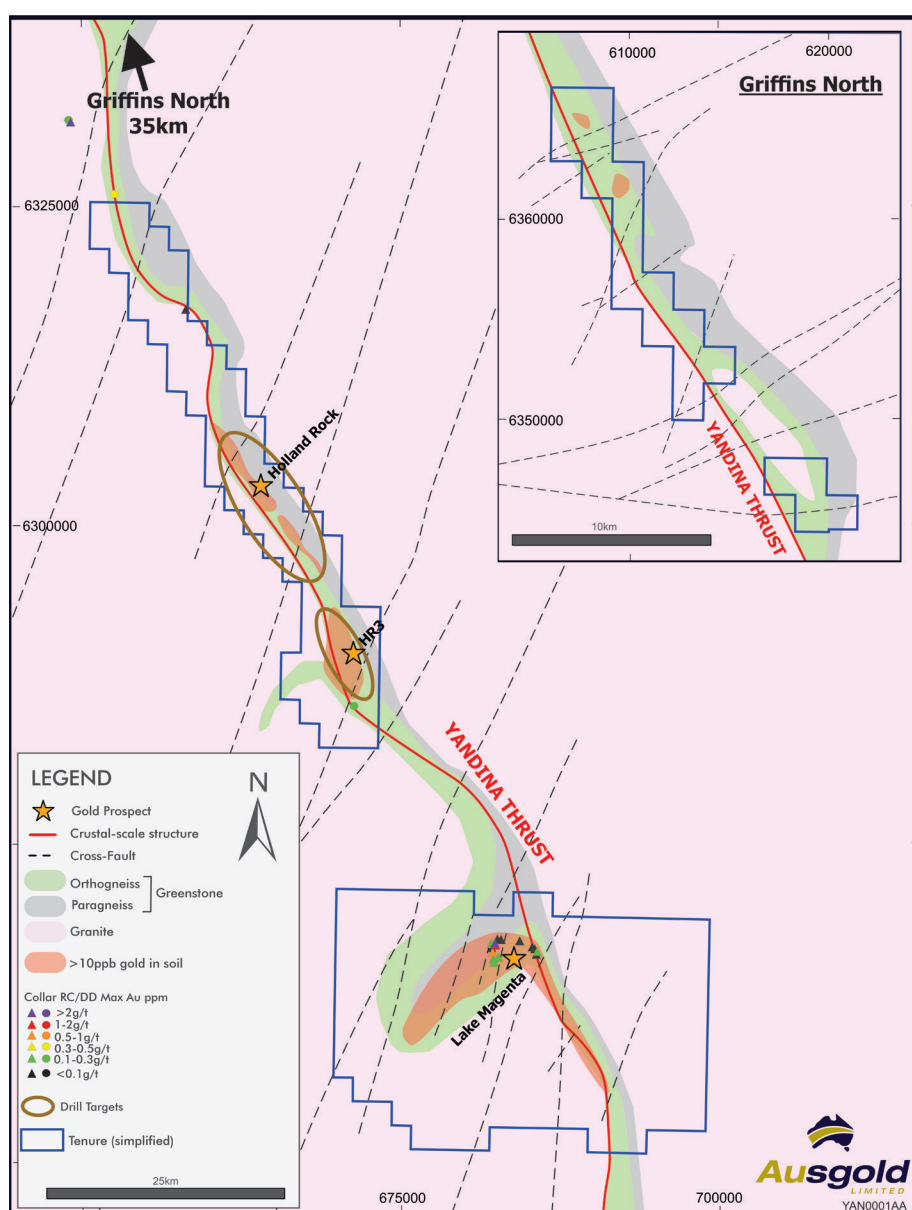 Griffins North
35km
6325000
6300000
Holland Rock
HR3
YANDINA THRUST
Lake Magenta
675000
700000
610000
620000
Griffins North
6360000
6350000
YANDINA THRUST
10km
LEGEND
N
Gold Prospect
Crustal-scale structure
Cross-Fault
Orthogneiss
Paragneiss
Greenstone
Granite
>10ppb gold in soil
Collar RC/DD Max Au ppm
>2g/t
1-2g/t
0.5-1g/t
0.3-0.5g/t
0.1-0.3g/t
<0.1g/t
Drill Targets
Tenure (simplified)
25km
Ausgold
LIMITED
YAN0001AA